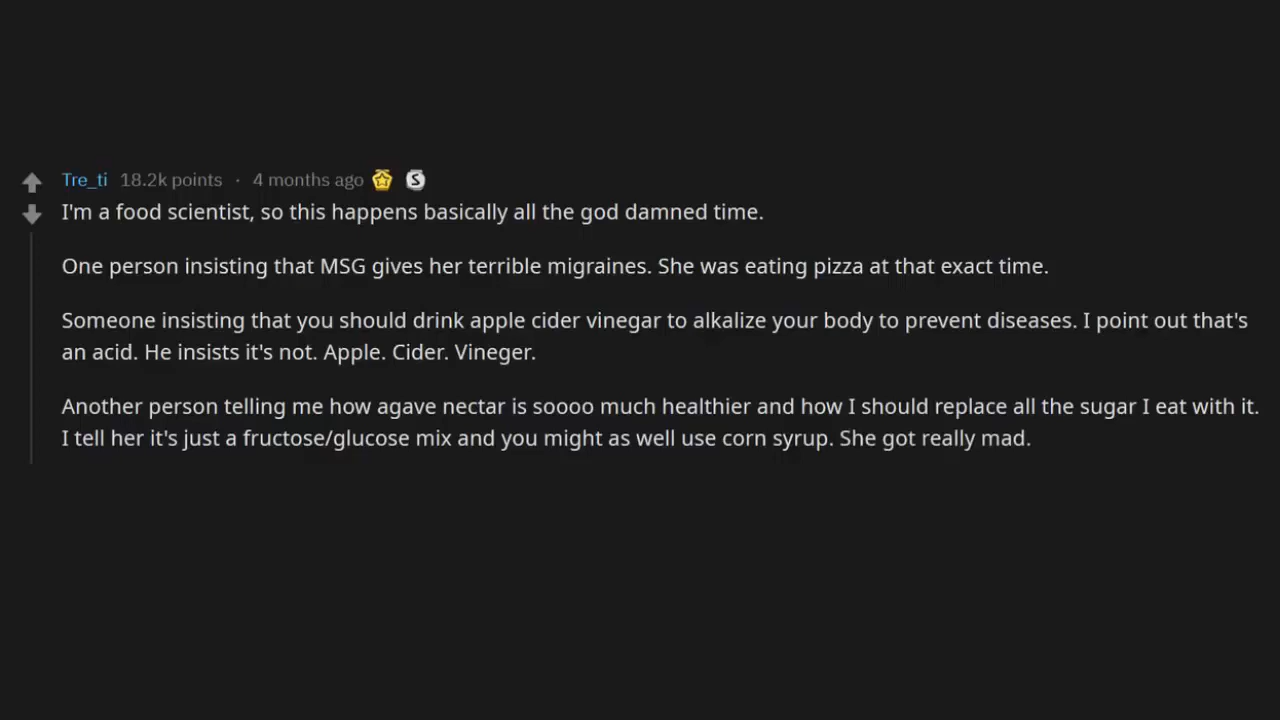 Tre_ti 18.2k points · 4 months ago S
I'm a food scientist, so this happens basically all the god damned time.
One person insisting that MSG gives her terrible migraines. She was eating pizza at that exact time.
Someone insisting that you should drink apple cider vinegar to alkalize your body to prevent diseases. I point out that's
an acid. He insists it's not. Apple. Cider. Vineger.
Another person telling me how agave nectar is soooo much healthier and how I should replace all the sugar I eat with it.
I tell her it's just a fructose/glucose mix and you might as well use corn syrup. She got really mad.